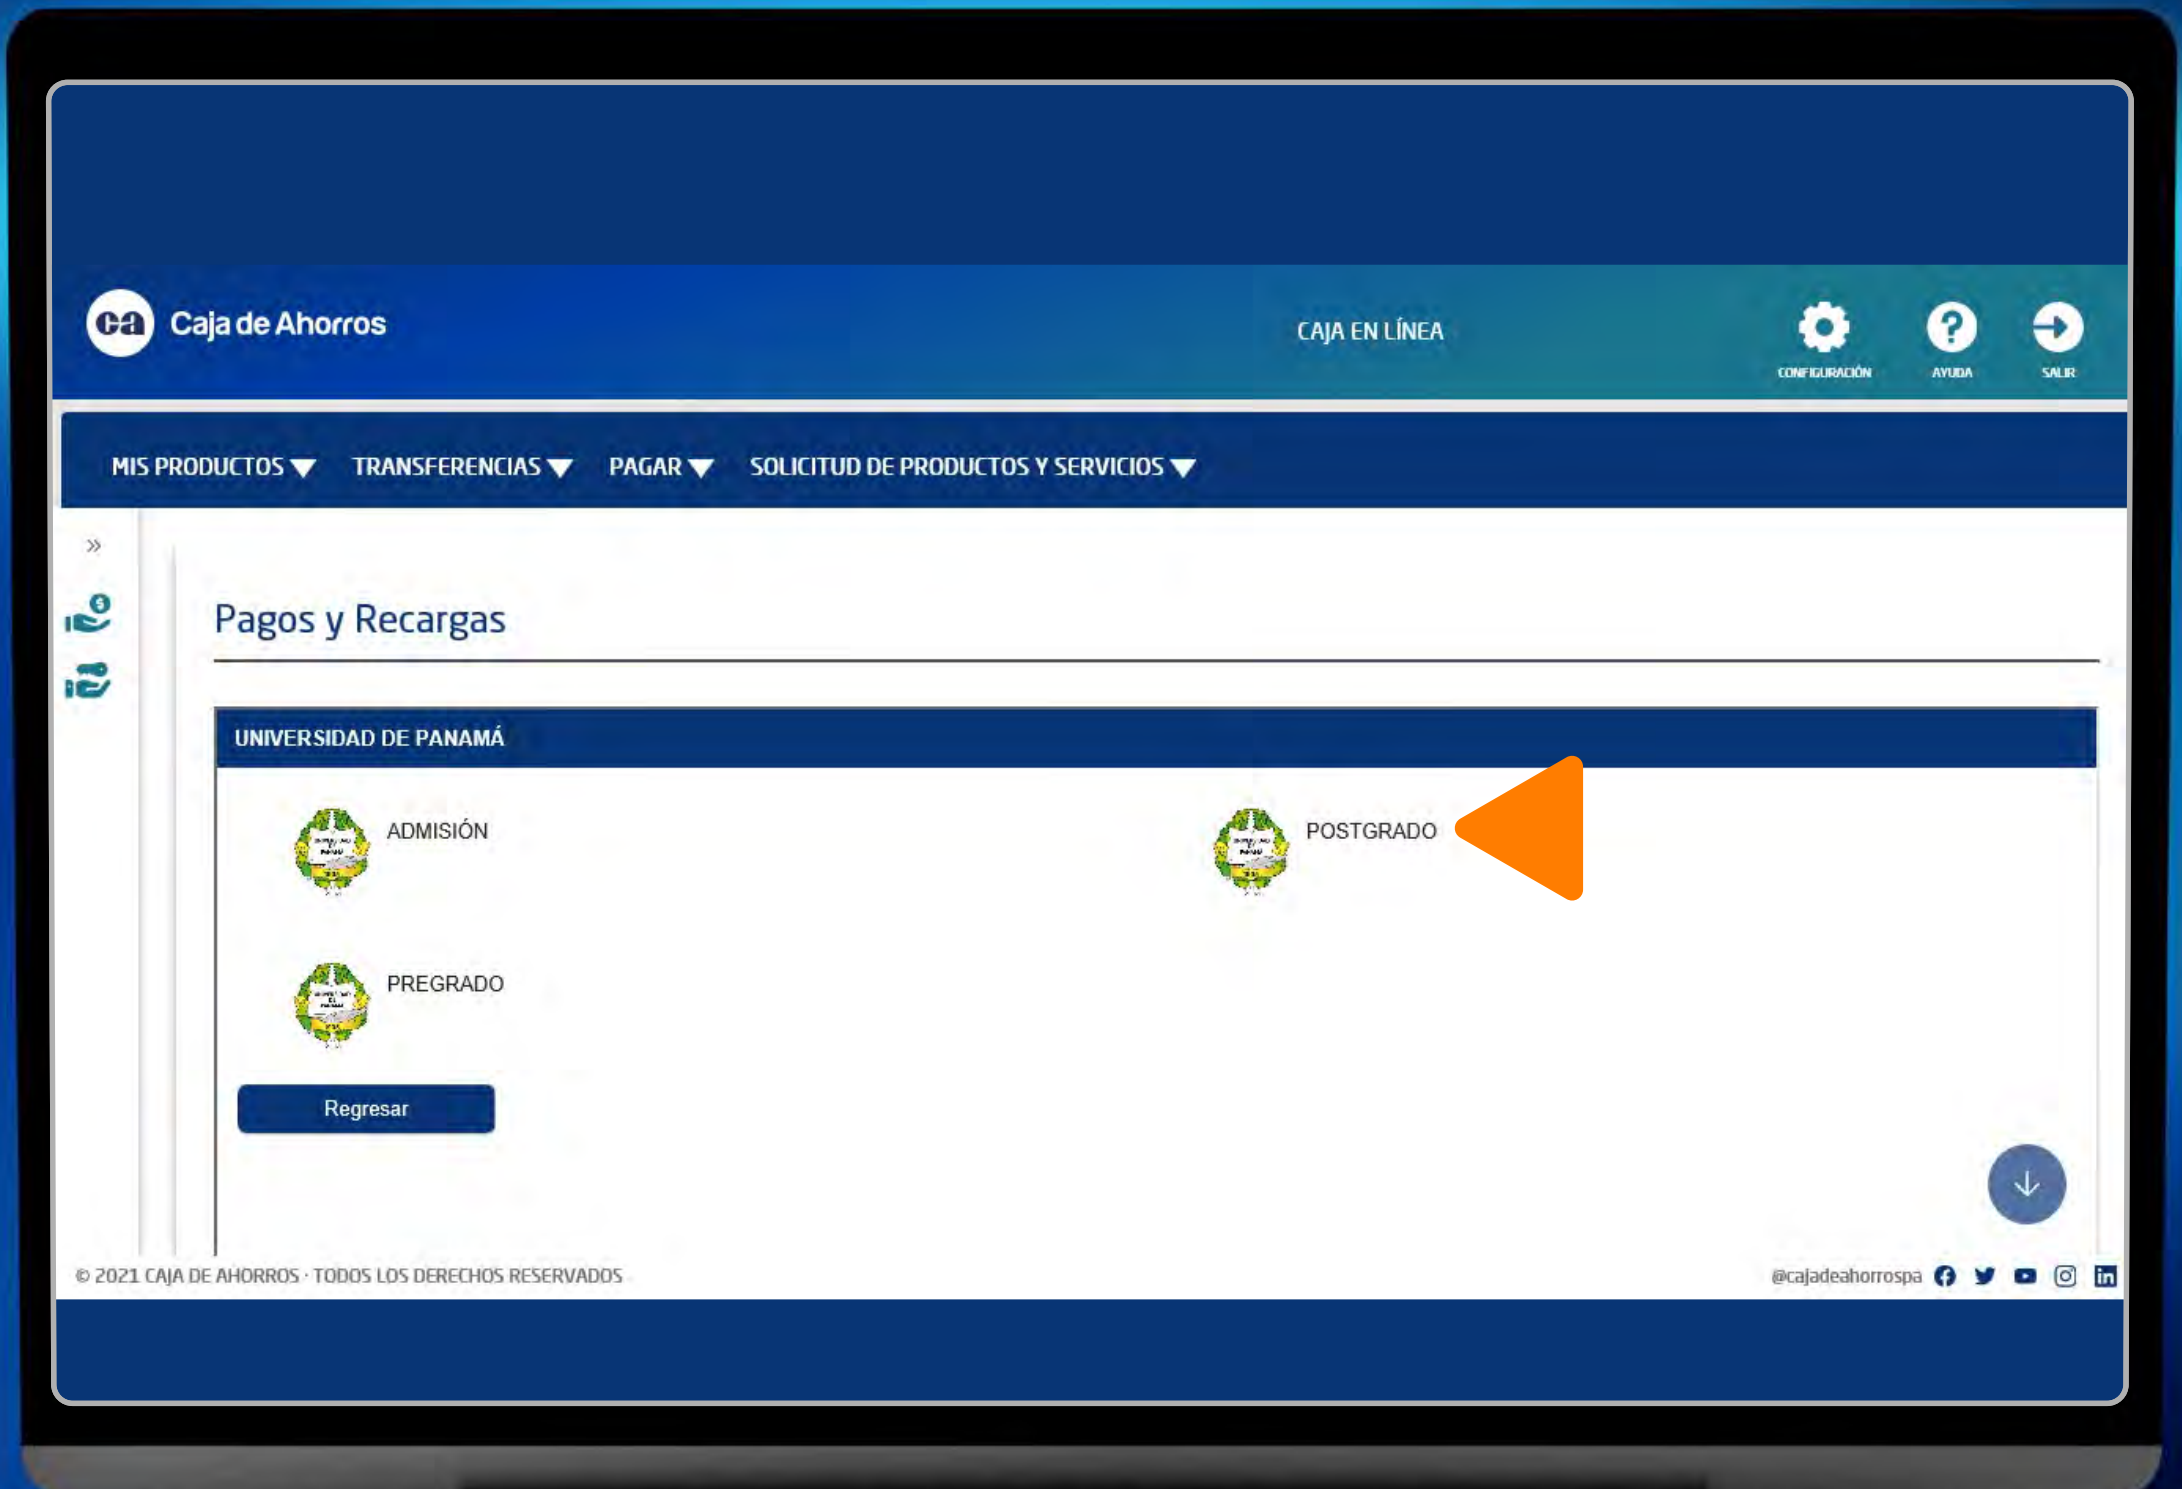 ca Caja de Ahorros
CAJA EN LÍNEA
CONFIGURACIÓN
AYUDA
SALIR
MIS PRODUCTOS
TRANSFERENCIAS
PAGAR
SOLICITUD DE PRODUCTOS Y SERVICIOS
»
Pagos y Recargas
UNIVERSIDAD DE PANAMÁ
ADMISIÓN
POSTGRADO
PREGRADO
Regresar
© 2021 CAJA DE AHORROS · TODOS LOS DERECHOS RESERVADOS
@cajadeahorrospa